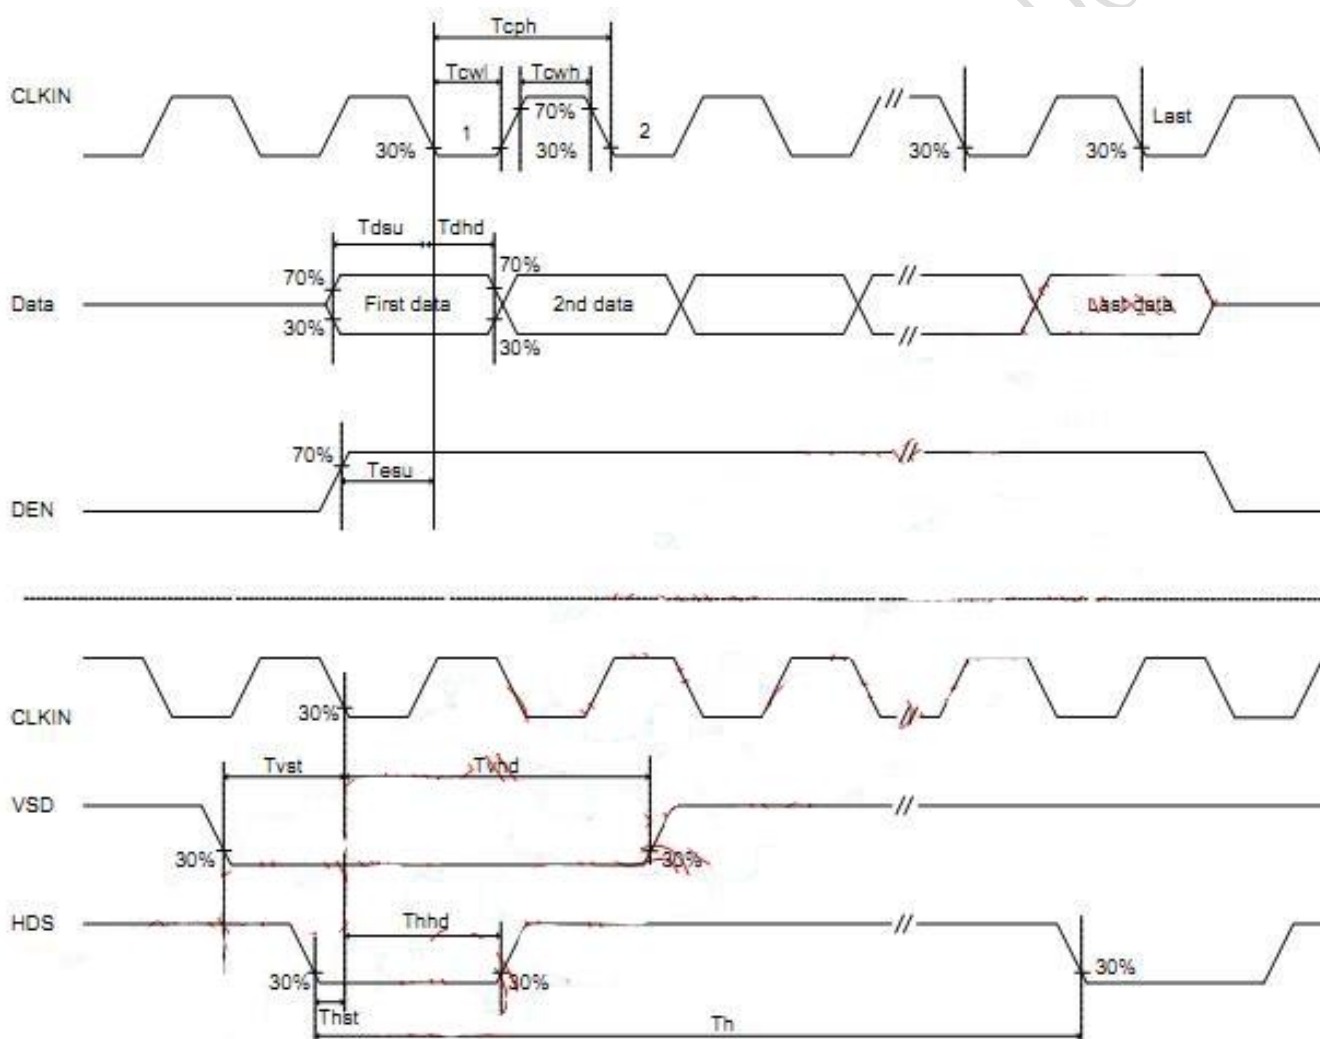 Tcph
Tcwl
Tcwh
CLKIN
70%
1
2
Last
30%
30%
30%
30%
Tdsu
Tdhd
70%
70%
Data
First data
2nd data
Last data
30%
30%
70%
Tesu
DEN
CLKIN
30%
Tvst
Tvhd
VSD
30%
30%
HDS
Thhd
30%
30%
30%
Thst
Th